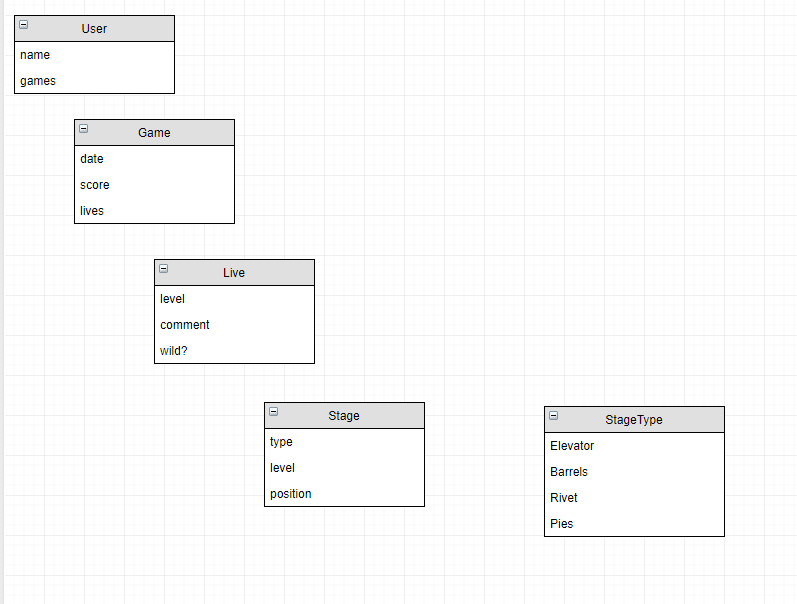 User
name
games
Game
date
score
lives
Live
level
comment
wild?
Stage
type
level
position
StageType
Elevator
Barrels
Rivet
Pies